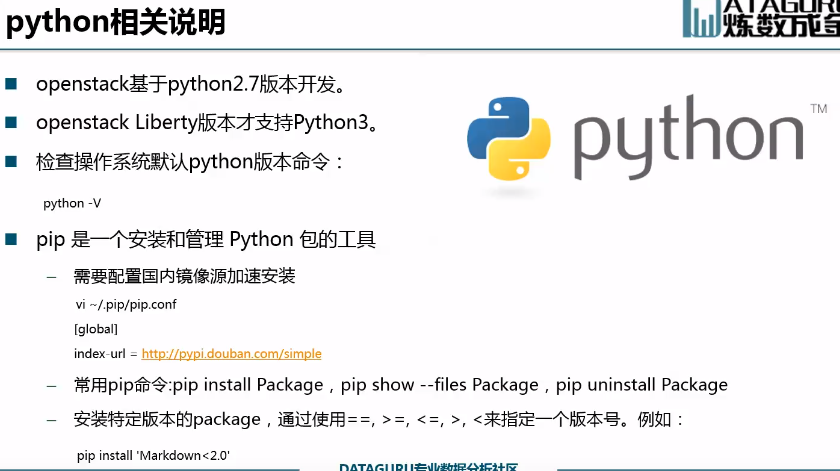 python相关说明
DATAGURU
炼数成金
openstack基于python2.7版本开发。
openstack Liberty版本才支持Python3。
检查操作系统默认python版本命令：
python -V
python
TM
pip 是一个安装和管理 Python 包的工具
– 需要配置国内镜像源加速安装
vi ~/.pip/pip.conf
[global]
index-url = http://pypi.douban.com/simple
– 常用pip命令:pip install Package，pip show --files Package，pip uninstall Package
– 安装特定版本的package，通过使用==, >=, <=, >, <来指定一个版本号。例如：
pip install 'Markdown<2.0'
DATAGURU专业数据分析社区